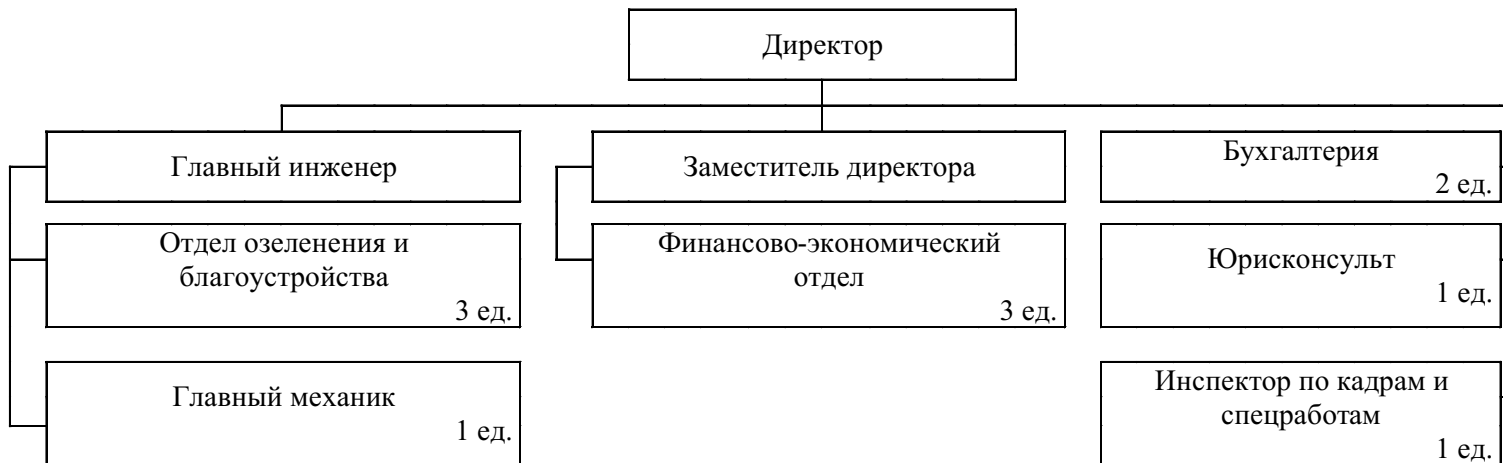 Директор
Главный инженер
Заместитель директора
Бухгалтерия
2 ед.
Отдел озеленения и
благоустройства
3 ед.
Финансово-экономический
отдел
3 ед.
Юрисконсульт
1 ед.
Главный механик
1 ед.
Инспектор по кадрам и
спецработам
1 ед.